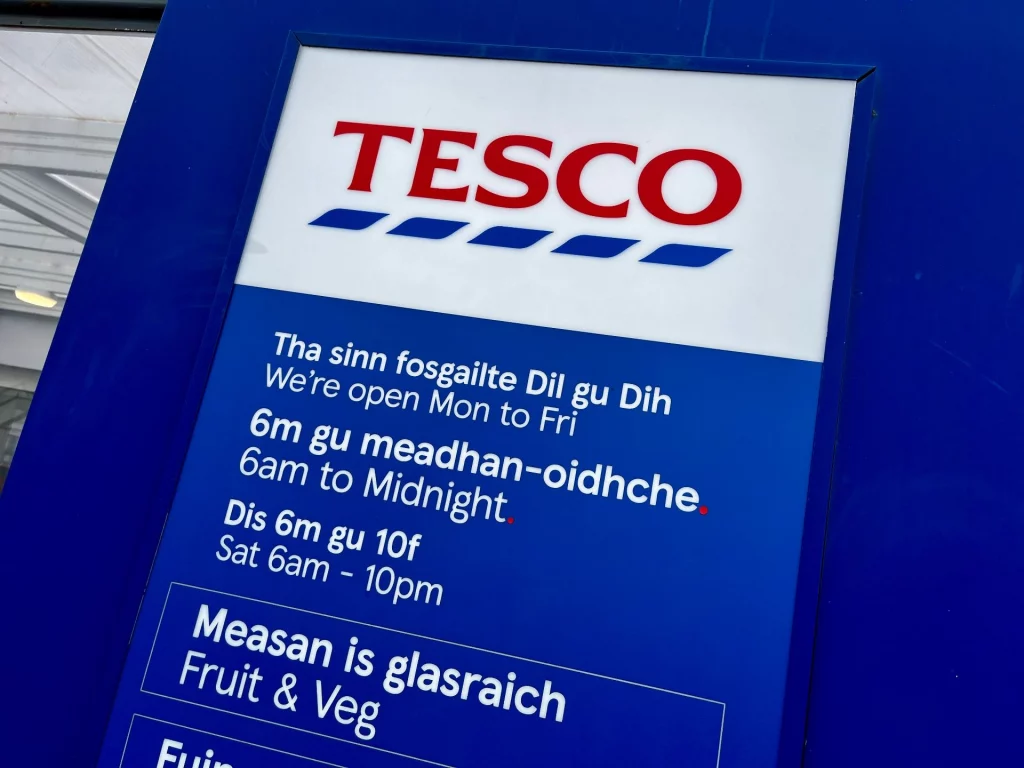 TESCO
Tha sinn fosgailte Dil gu Dih
We're open Mon to Fri
6m gu meadhan-oidhche.
6am to Midnight.
Dis 6m gu 10f
Sat 6am - 10pm
Measan is glasraich
Fruit & Veg